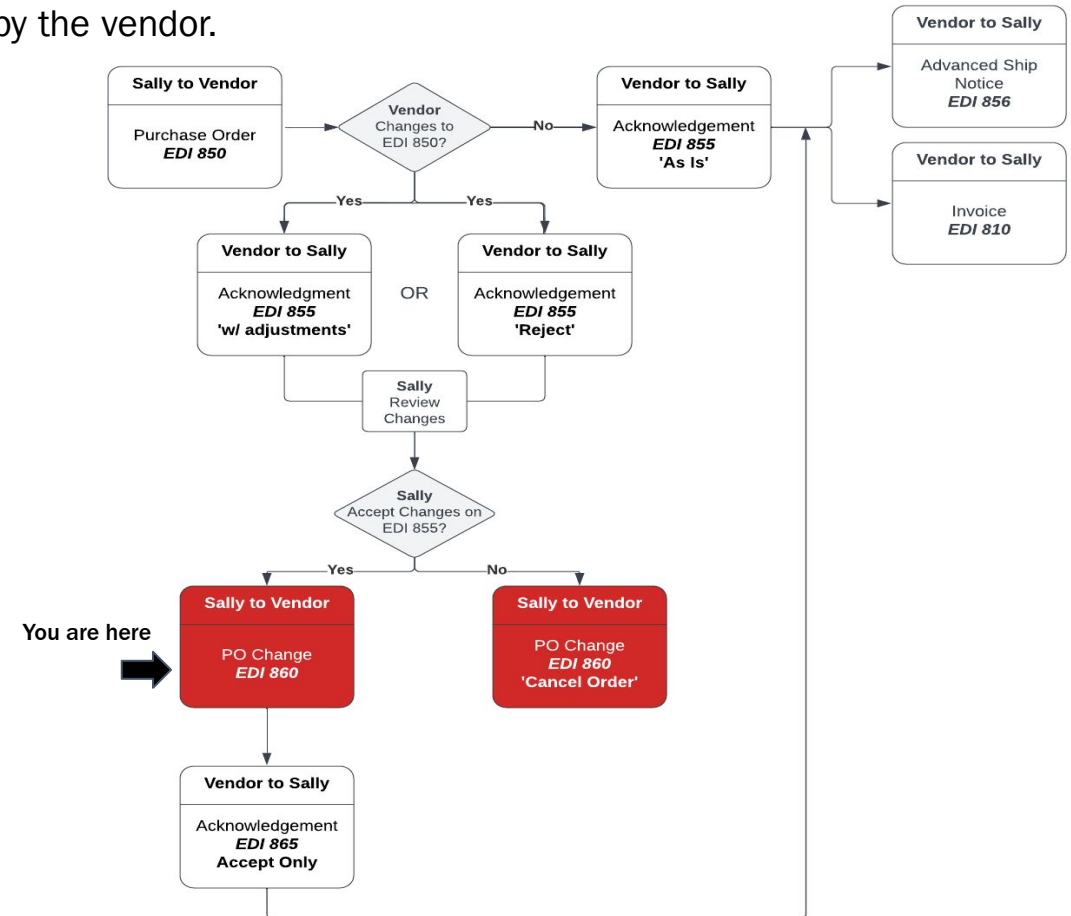 by the vendor.
Sally to Vendor
Purchase Order
EDI 850
Vendor
Changes to
EDI 850?
No
Vendor to Sally
Acknowledgement
EDI 855
'As Is'
Vendor to Sally
Advanced Ship
Notice
EDI 856
Vendor to Sally
Invoice
EDI 810
Yes
Yes
Vendor to Sally
Acknowledgment
EDI 855
'w/ adjustments'
OR
Vendor to Sally
Acknowledgement
EDI 855
'Reject'
Sally
Review
Changes
Sally
Accept Changes on
EDI 855?
Yes
No
You are here
Sally to Vendor
PO Change
EDI 860
Sally to Vendor
PO Change
EDI 860
'Cancel Order'
Vendor to Sally
Acknowledgement
EDI 865
Accept Only